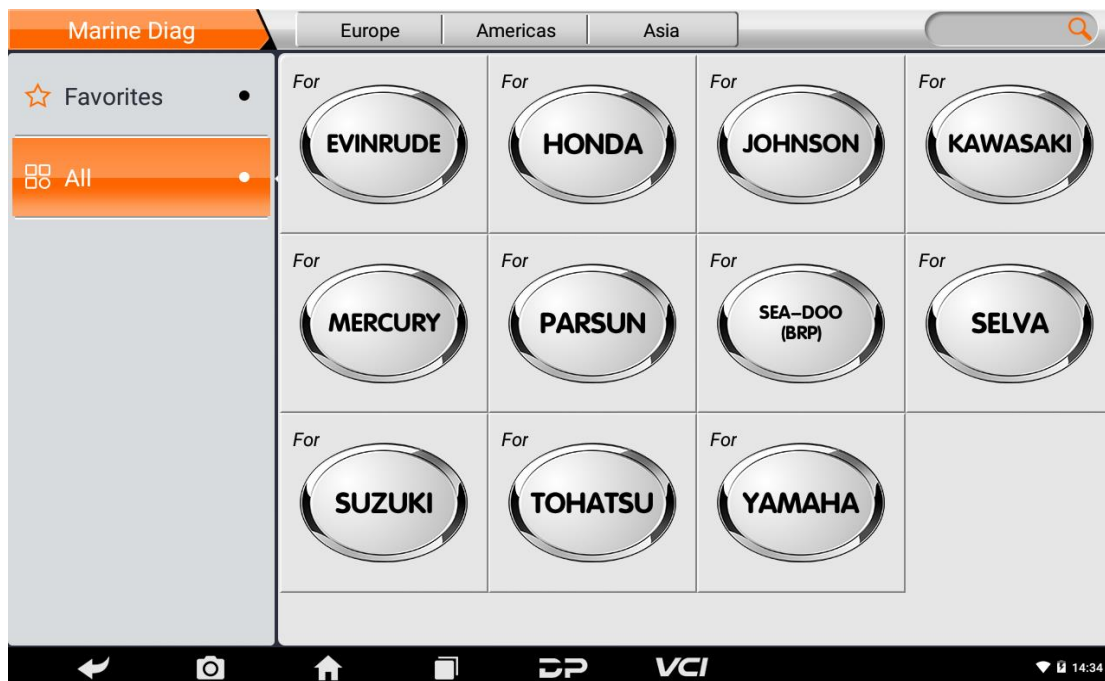 Marine Diag
Europe
Americas
Asia
Favorites
All
For
EVINRUDE
For
HONDA
For
JOHNSON
For
KAWASAKI
For
MERCURY
For
PARSUN
For
SEA-DOO
(BRP)
For
SELVA
For
SUZUKI
For
TOHATSU
For
YAMAHA
DP
VCI
14:34